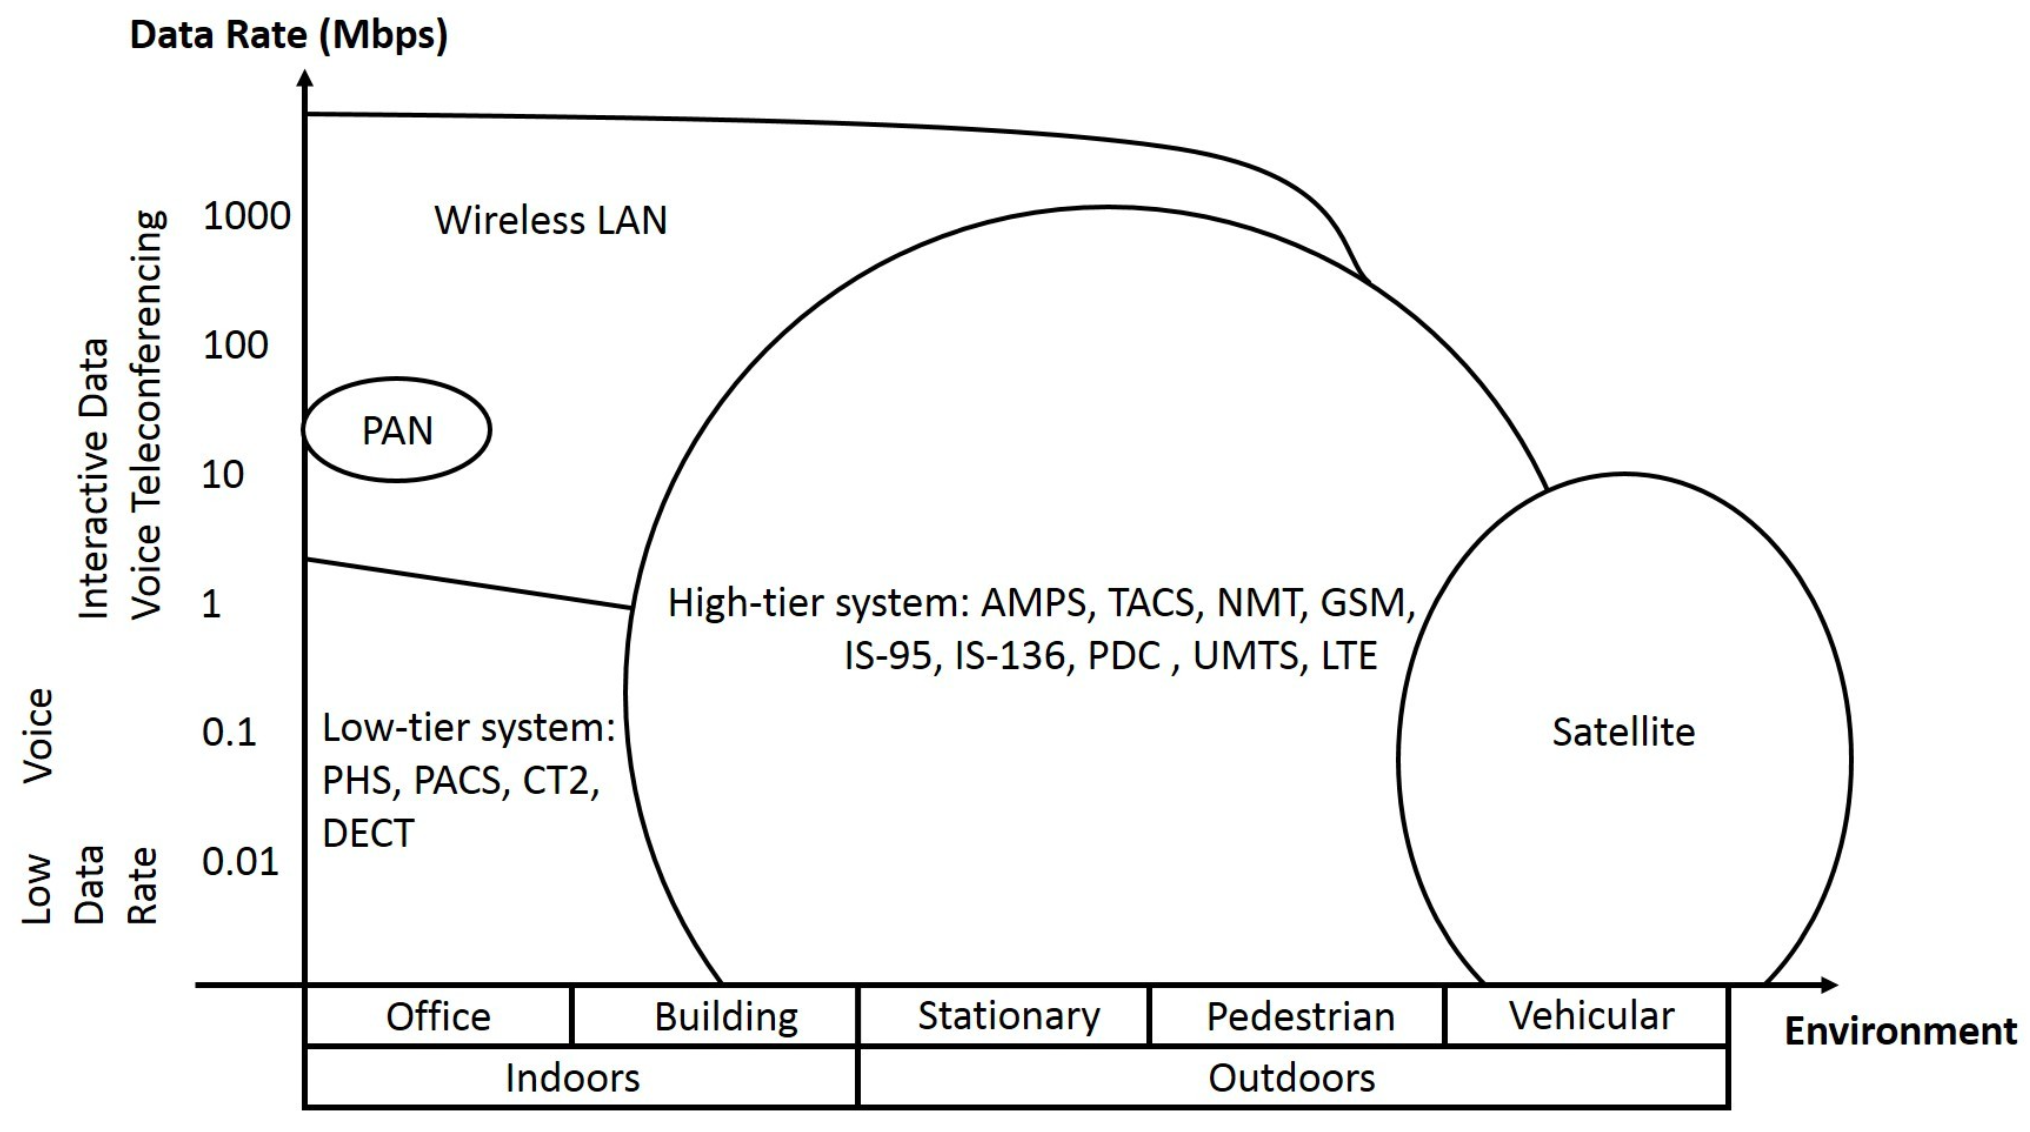 Data Rate (Mbps)
1000
100
10
1
0.1
0.01
Interactive Data
Voice Teleconferencing
Voice
Low
Data
Rate
Wireless LAN
PAN
High-tier system: AMPS, TACS, NMT, GSM,
IS-95, IS-136, PDC , UMTS, LTE
Low-tier system:
PHS, PACS, CT2,
DECT
Satellite
Office
Building
Stationary
Pedestrian
Vehicular
Environment
Indoors
Outdoors